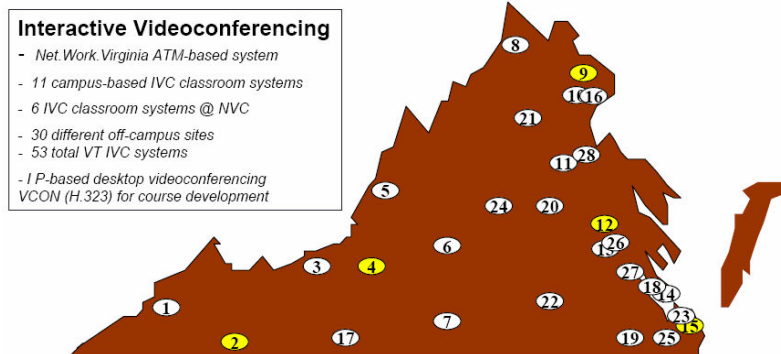 Interactive Videoconferencing
- Net.Work.Virginia ATM-based system
- 11 campus-based IVC classroom systems
- 6 IVC classroom systems @ NVC
- 30 different off-campus sites
- 53 total VT IVC systems
- I P-based desktop videoconferencing
VCON (H.323) for course development
8
9
10 16
21
11 28
5
24 20
12
6
13 26
3 4
27
18 14
1
22
23
7
15
2
17
19 25